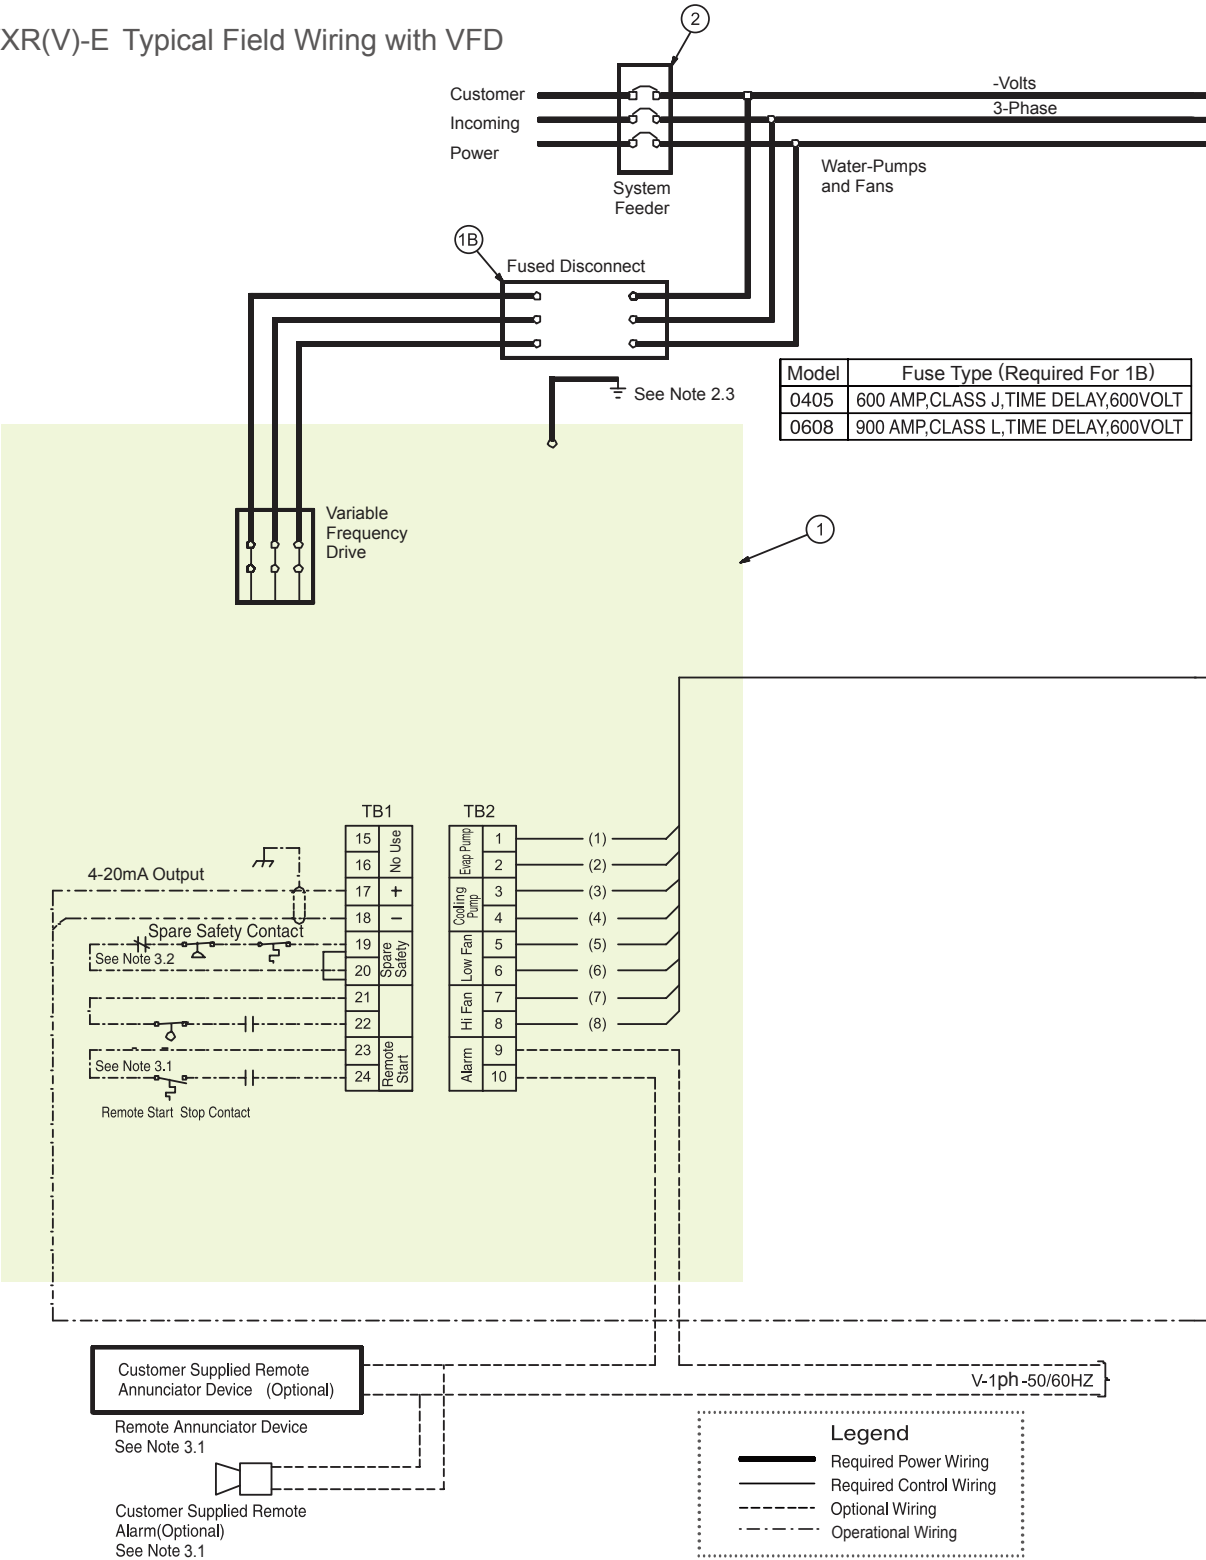 XR(V)-E Typical Field Wiring with VFD
2
Customer
Incoming
Power
-Volts
3-Phase
Water-Pumps
and Fans
System
Feeder
1B
Fused Disconnect
See Note 2.3
Model Fuse Type (Required For 1B)
0405 600 AMP,CLASS J,TIME DELAY,600VOLT
0608 900 AMP,CLASS L,TIME DELAY,600VOLT
Variable
Frequency
Drive
1
TB1
15
16
No Use
17 +
18 −
19
20
Spare
Safety
21
22
23
24
Remote
Start
TB2
Evap Pump
1 (1)
2 (2)
Cooling
Pump
3 (3)
4 (4)
Low Fan
5 (5)
6 (6)
Hi Fan
7 (7)
8 (8)
Alarm
9
10
4-20mA Output
Spare Safety Contact
See Note 3.2
See Note 3.1
Remote Start Stop Contact
Customer Supplied Remote
Annunciator Device (Optional)
V-1ph-50/60HZ
Remote Annunciator Device
See Note 3.1
Customer Supplied Remote
Alarm(Optional)
See Note 3.1
Legend
Required Power Wiring
Required Control Wiring
Optional Wiring
Operational Wiring